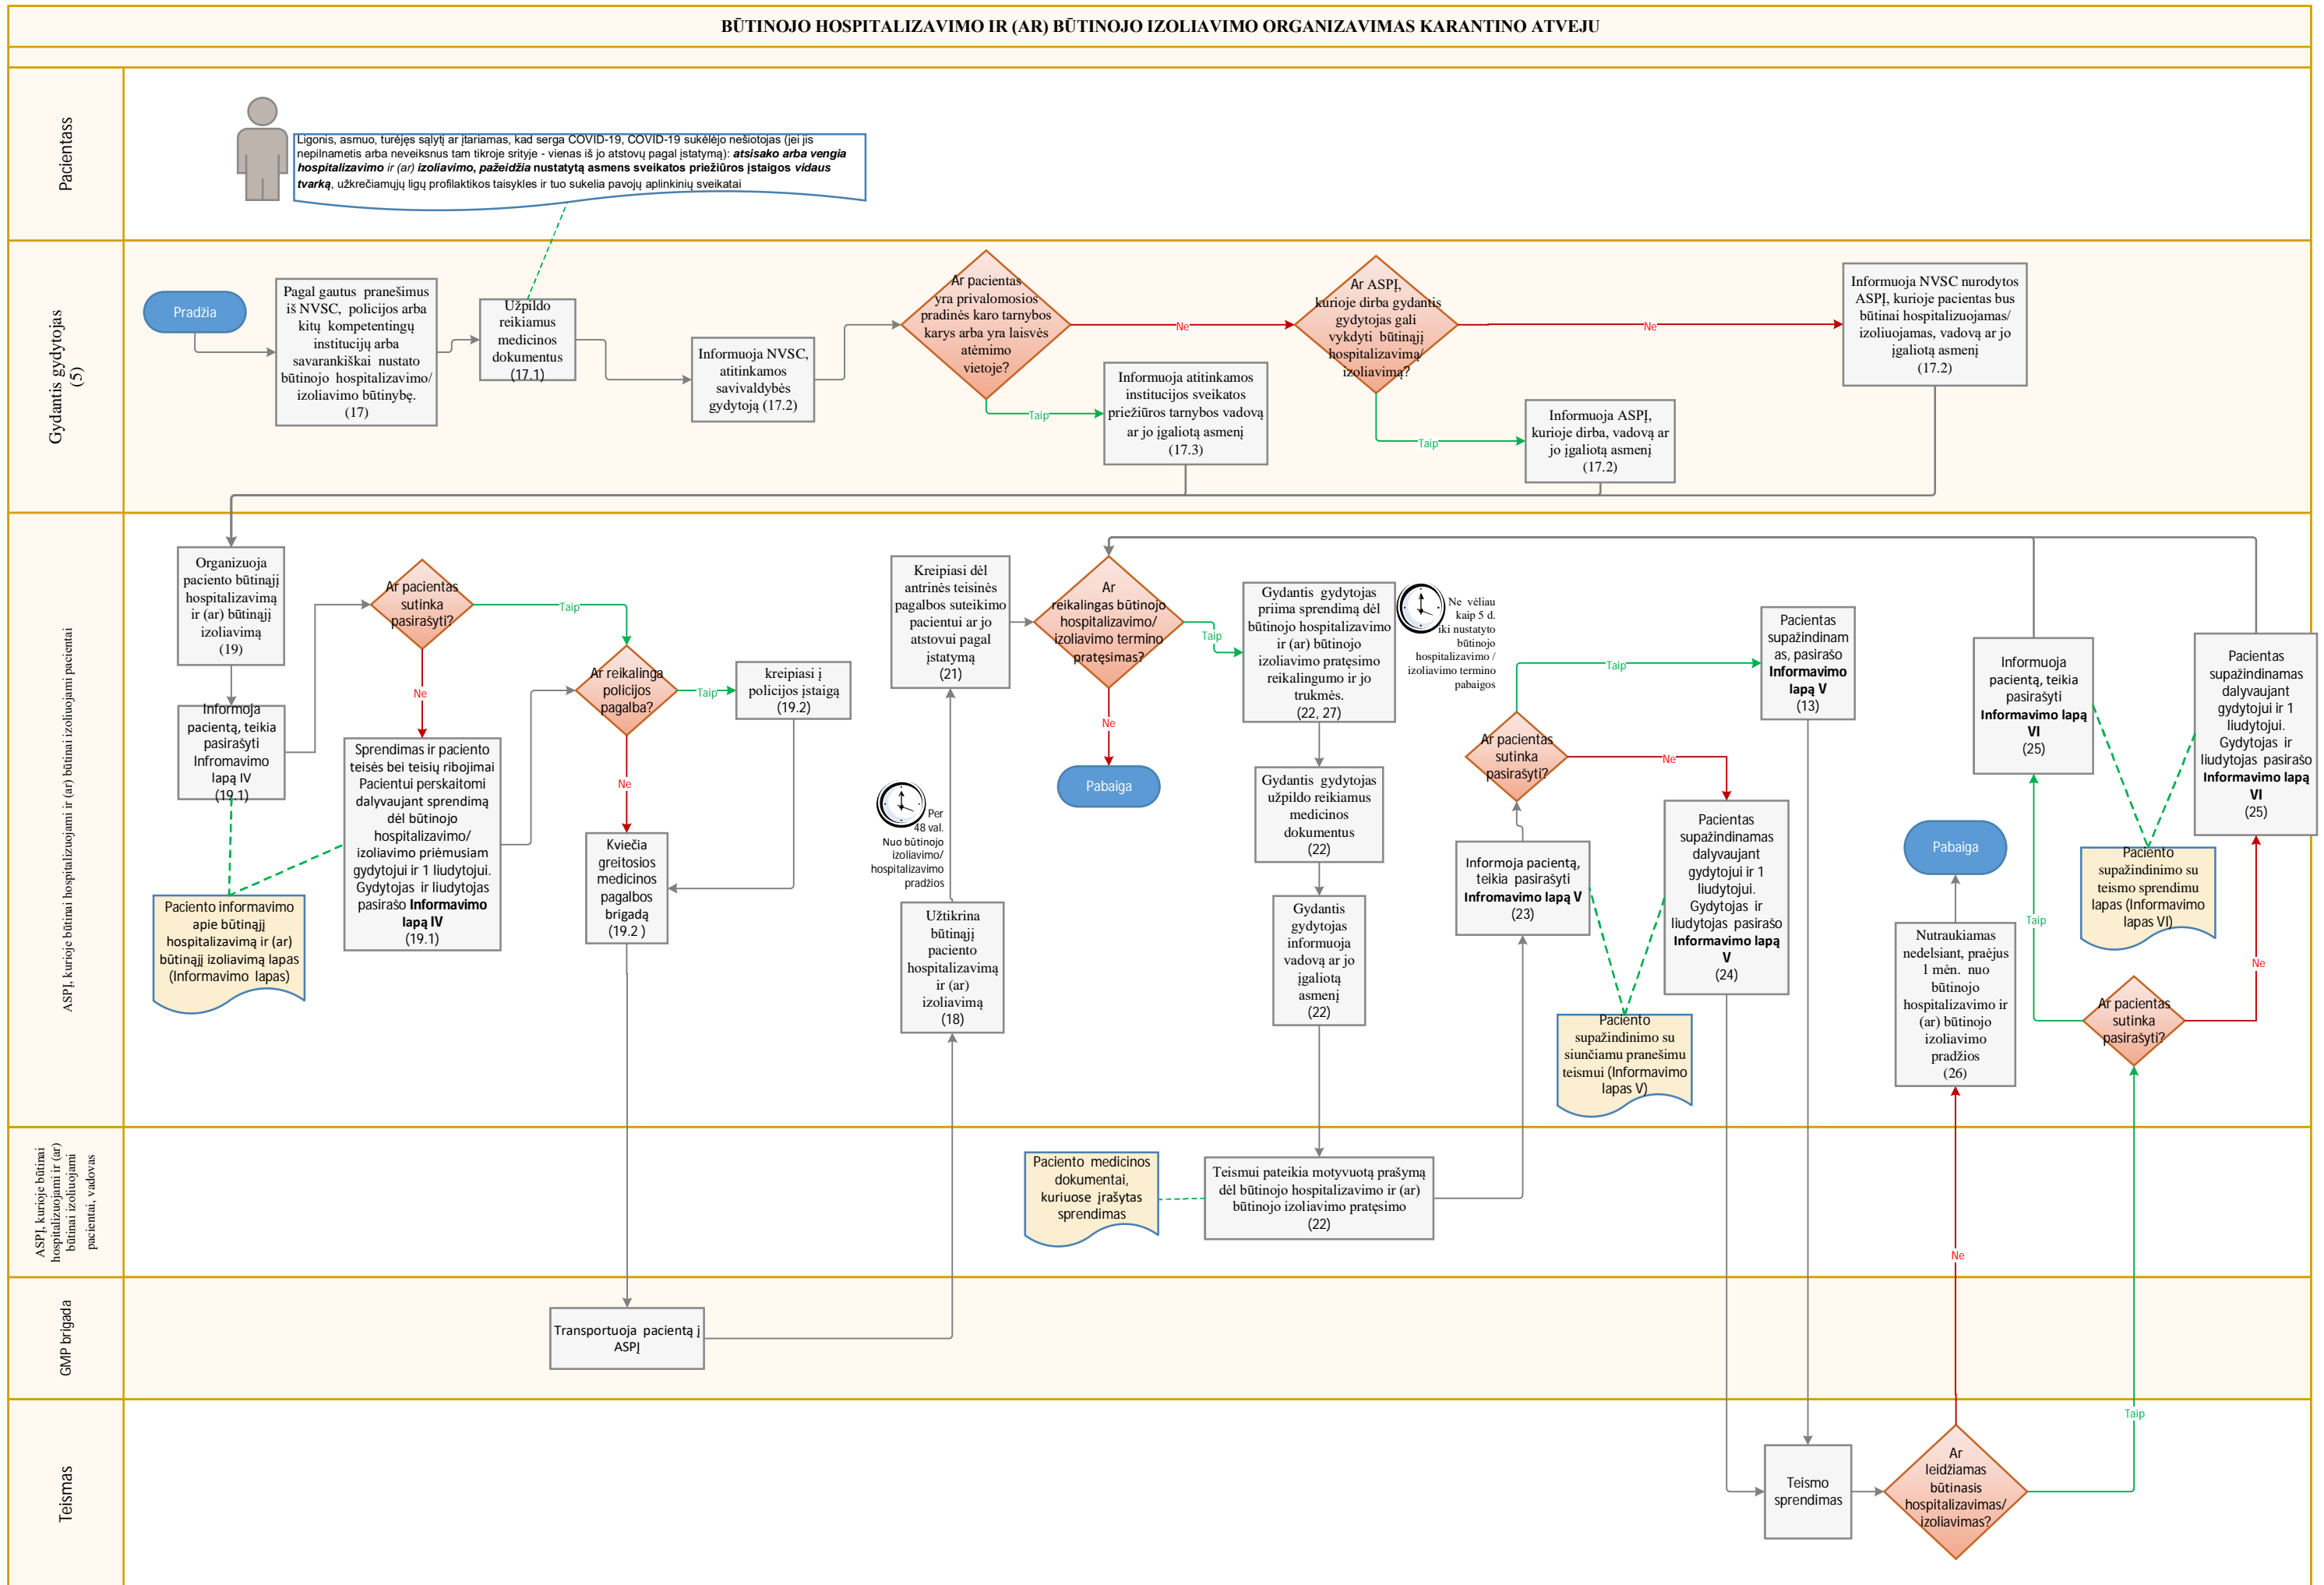 BŪTINOJO HOSPITALIZAVIMO IR (AR) BŪTINOJO IZOLIAVIMO ORGANIZAVIMAS KARANTINO ATVEJU
Pacientass
Ligonis, asmuo, turėjęs sąlytį ar įtariamas, kad serga COVID-19, COVID-19 sukėlėjo nešiotojas (jei jis
nepilnametis arba neveiksnus tam tikroje srityje - vienas iš jo atstovų pagal įstatymą): atsisako arba vengia
hospitalizavimo ir (ar) izoliavimo, pažeidžia nustatytą asmens sveikatos priežiūros įstaigos vidaus
tvarką, užkrečiamųjų ligų profilaktikos taisykles ir tuo sukelia pavojų aplinkinių sveikatai
Gydantis gydytojas
(5)
Pradžia
Pagal gautus pranešimus
iš NVSC, policijos arba
kitų kompetentingų
institucijų arba
savarankiškai nustato
būtinojo hospitalizavimo/
izoliavimo būtinybę.
(17)
Užpildo
reikiamus
medicinos
dokumentus
(17.1)
Informuoja NVSC,
atitinkamos
savivaldybės
gydytoją (17.2)
Ar pacientas
yra privalomosios
pradinės karo tarnybos
karys arba yra laisvės
atėmimo
vietoje?
Ne
Taip
Informuoja atitinkamos
institucijos sveikatos
priežiūros tarnybos vadovą
ar jo įgaliotą asmenį
(17.3)
Ar ASPĮ,
kurioje dirba gydantis
gydytojas gali
vykdyti būtinąjį
hospitalizavimą/
izoliavimą?
Ne
Taip
Informuoja ASPĮ,
kurioje dirba, vadovą ar
jo įgaliotą asmenį
(17.2)
Informuoja NVSC nurodytos
ASPĮ, kurioje pacientas bus
būtinai hospitalizuojamas/
izoliuojamas, vadovą ar jo
įgaliotą asmenį
(17.2)
ASPĮ, kurioje būtinai hospitalizuojami ir (ar) būtinai izoliuojami pacientai
Organizuoja
paciento būtinąjį
hospitalizavimą
ir (ar) būtinąjį
izoliavimą
(19)
Informoja
pacientą, teikia
pasirašyti
Infromavimo
lapą IV
(19.1)
Paciento informavimo
apie būtinąjį
hospitalizavimą ir (ar)
būtinąjį izoliavimą lapas
(Informavimo lapas)
Ar pacientas
sutinka
pasirašyti?
Taip
Ne
Sprendimas ir paciento
teisės bei teisių ribojimai
Pacientui perskaitomi
dalyvaujant sprendimą
dėl būtinojo
hospitalizavimo/
izoliavimo priėmusiam
gydytojui ir 1 liudytojui.
Gydytojas ir liudytojas
pasirašo Informavimo
lapą IV
(19.1)
Ar reikalinga
policijos
pagalba?
Taip
Ne
kreipiasi į
policijos įstaigą
(19.2)
Kviečia
greitosios
medicinos
pagalbos
brigadą
(19.2 )
Kreipiasi dėl
antrinės teisinės
pagalbos suteikimo
pacientui ar jo
atstovui pagal
įstatymą
(21)
Per
48 val.
Nuo būtinojo
izoliavimo/
hospitalizavimo
pradžios
Užtikrina
būtinąjį
paciento
hospitalizavimą
ir (ar)
izoliavimą
(18)
Ar
reikalingas būtinojo
hospitalizavimo/
izoliavimo termino
pratęsimas?
Taip
Ne
Pabaiga
Gydantis gydytojas
priima sprendimą dėl
būtinojo hospitalizavimo
ir (ar) būtinojo
izoliavimo pratęsimo
reikalingumo ir jo
trukmės.
(22, 27)
Ne vėliau
kaip 5 d.
iki nustatyto
būtinojo
hospitalizavimo /
izoliavimo termino
pabaigos
Gydantis gydytojas
užpildo reikiamus
medicinos
dokumentus
(22)
Gydantis
gydytojas
informuoja
vadovą ar jo
įgaliotą
asmenį
(22)
Ar pacientas
sutinka
pasirašyti?
Taip
Ne
Informoja pacientą,
teikia pasirašyti
Infromavimo lapą V
(23)
Pacientas
supažindinam
as, pasirašo
Informavimo
lapą V
(13)
Pacientas
supažindinamas
dalyvaujant
gydytojui ir 1
liudytojui.
Gydytojas ir
liudytojas pasirašo
Informavimo lapą
V
(24)
Paciento
supažindinimo su
siunčiamu pranešimu
teismui (Informavimo
lapas V)
Pabaiga
Nutraukiamas
nedelsiant, praėjus
1 mėn. nuo
būtinojo
hospitalizavimo ir
(ar) būtinojo
izoliavimo
pradžios
(26)
Informuoja
pacientą, teikia
pasirašyti
Informavimo lapą
VI
(25)
Pacientas
supažindinamas
dalyvaujant
gydytojui ir 1
liudytojui.
Gydytojas ir
liudytojas pasirašo
Informavimo lapą
VI
(25)
Paciento
supažindinimo su
teismo sprendimu
lapas (Informavimo
lapas VI)
Taip
Ne
Ar pacientas
sutinka
pasirašyti?
ASPĮ, kurioje būtinai
hospitalizuojami ir (ar)
būtinai izoliuojami
pacientai, vadovas
Paciento medicinos
dokumentai,
kuriuose įrašytas
sprendimas
Teismui pateikia motyvuotą prašymą
dėl būtinojo hospitalizavimo ir (ar)
būtinojo izoliavimo pratęsimo
(22)
Ne
GMP brigada
Transportuoja pacientą į
ASPĮ
Teismas
Taip
Teismo
sprendimas
Ar
leidžiamas
būtinasis
hospitalizavimas/
izoliavimas?